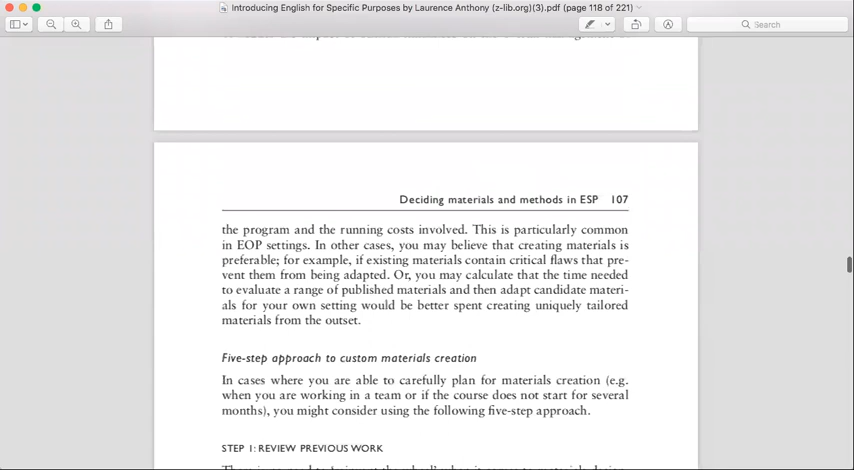 Introducing English for Specific Purposes by Laurence Anthony (z-lib.org)(3).pdf (page 118 of 221)
Search
Deciding materials and methods in ESP 107
the program and the running costs involved. This is particularly common
in EOP settings. In other cases, you may believe that creating materials is
preferable; for example, if existing materials contain critical flaws that pre-
vent them from being adapted. Or, you may calculate that the time needed
to evaluate a range of published materials and then adapt candidate materi-
als for your own setting would be better spent creating uniquely tailored
materials from the outset.
Five-step approach to custom materials creation
In cases where you are able to carefully plan for materials creation (e.g.
when you are working in a team or if the course does not start for several
months), you might consider using the following five-step approach.
STEP 1: REVIEW PREVIOUS WORK